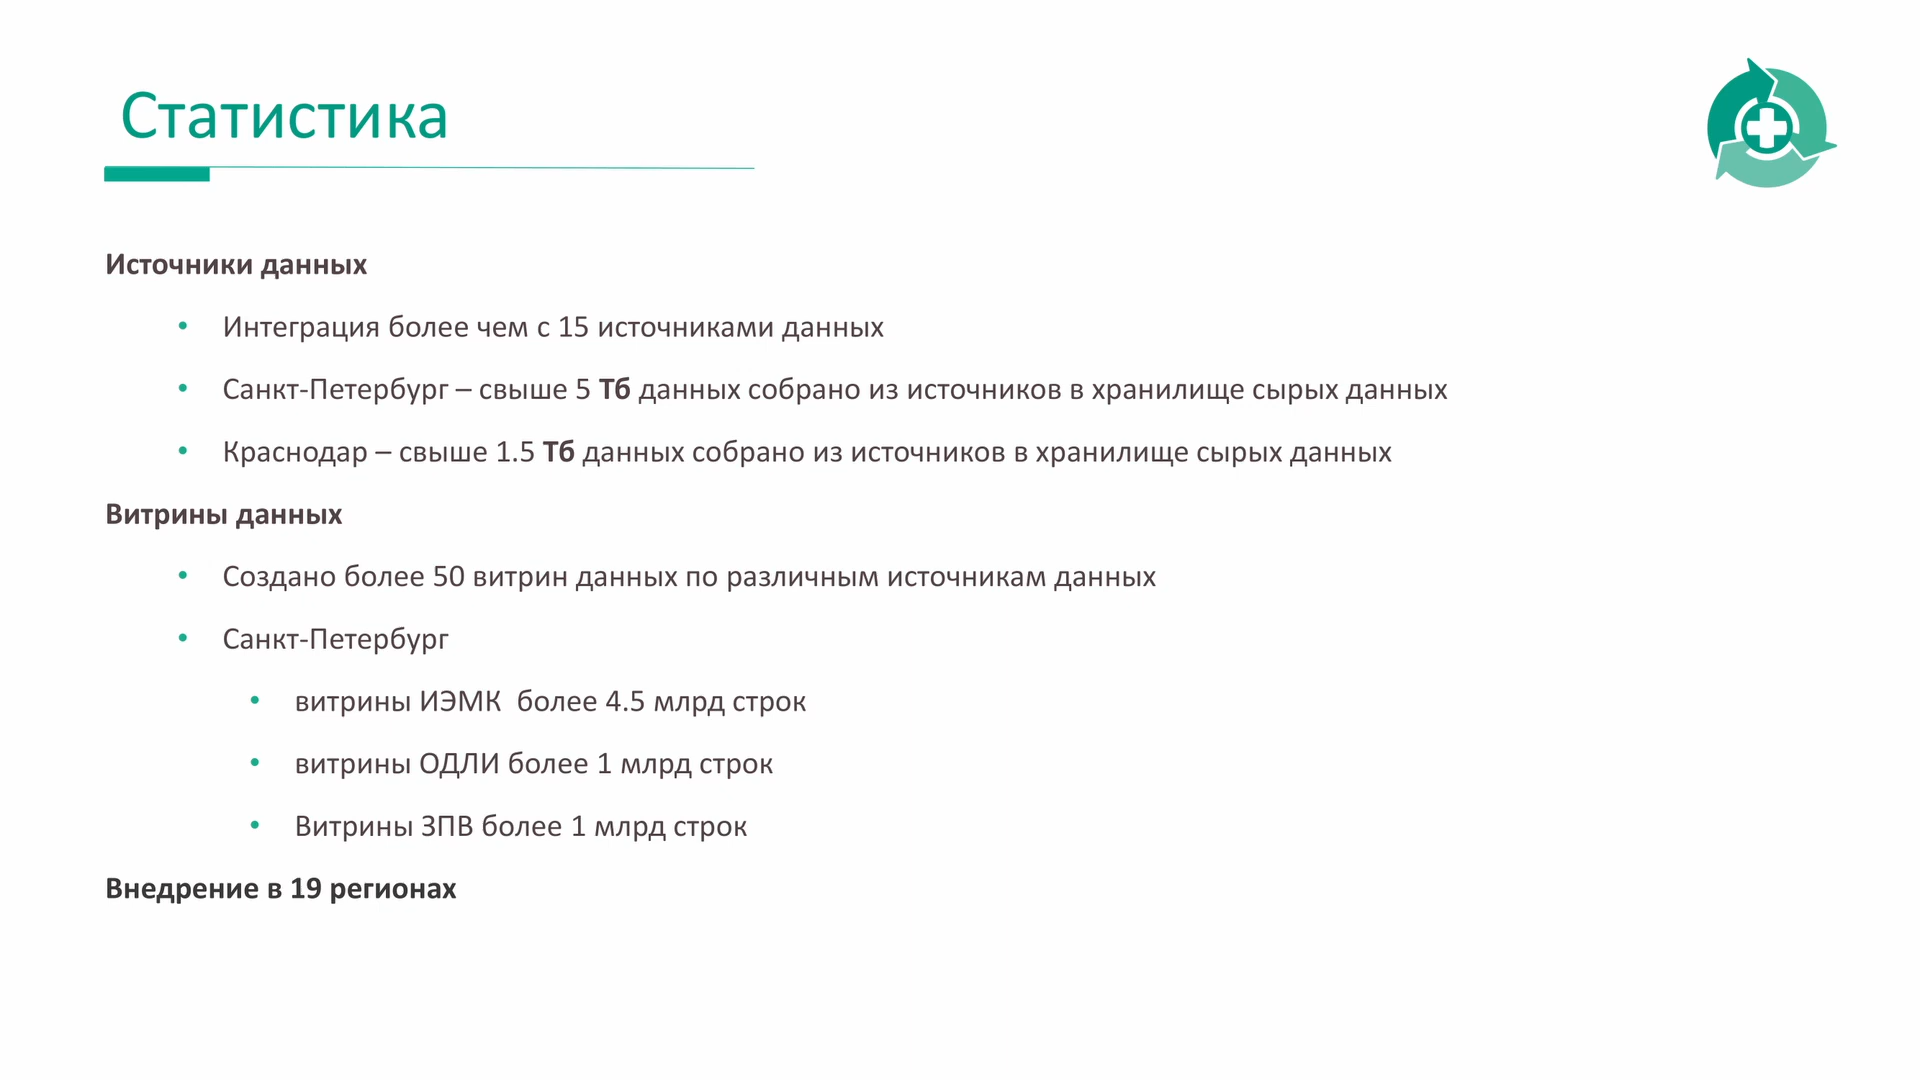 Статистика
Источники данных
• Интеграция более чем с 15 источниками данных
• Санкт-Петербург – свыше 5 Тб данных собрано из источников в хранилище сырых данных
• Краснодар – свыше 1.5 Тб данных собрано из источников в хранилище сырых данных
Витрины данных
• Создано более 50 витрин данных по различным источникам данных
• Санкт-Петербург
• витрины ИЭМК  более 4.5 млрд строк
• витрины ОДЛИ более 1 млрд строк
• Витрины ЗПВ более 1 млрд строк
Внедрение в 19 регионах